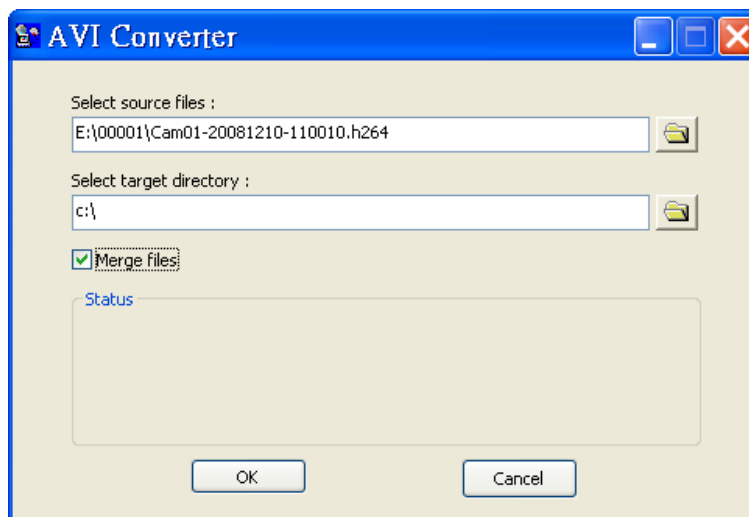 AVI Converter
Select source files :
E:\00001\Cam01-20081210-110010.h264
Select target directory :
c:\
Merge files
Status
OK
Cancel